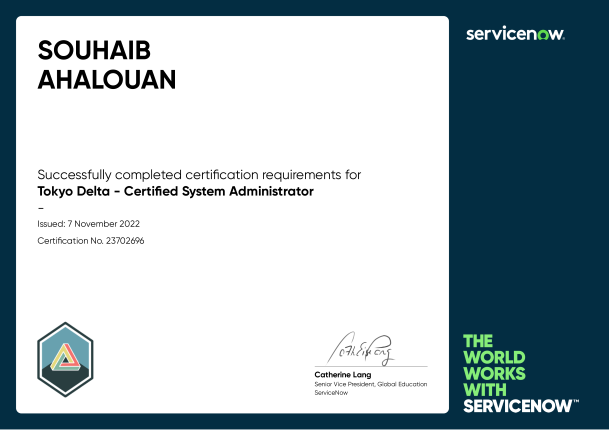 SOUHAIB
AHALOUAN
Successfully completed certification requirements for
Tokyo Delta - Certified System Administrator
–
Issued: 7 November 2022
Certification No. 23702696
Catherine Lang
Senior Vice President, Global Education
ServiceNow
servicenow.
THE
WORLD
WORKS
WITH
SERVICENOW™